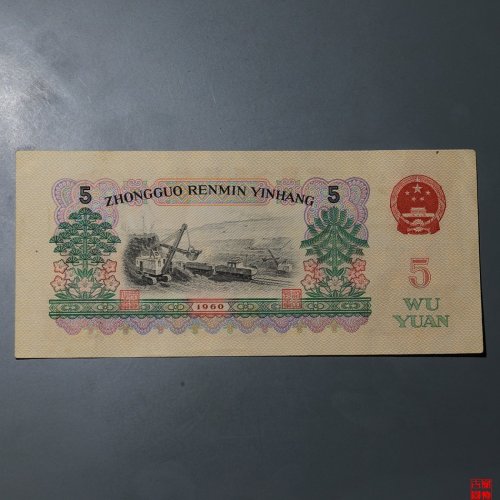 5 ZHONGGUO RENMIN YINHANG 5
1960
5
WU
YUAN